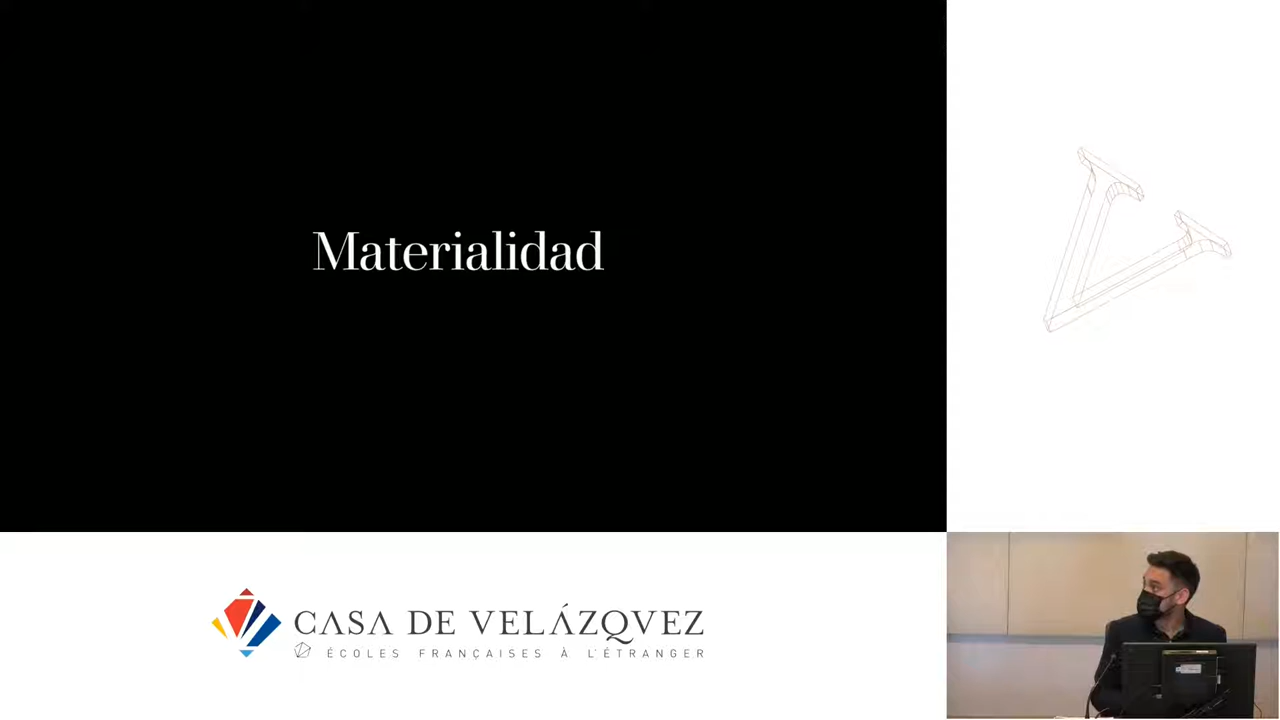 Materialidad
CASA DE VELÁZQVEZ
ÉCOLES FRANÇAISES À L'ÉTRANGER